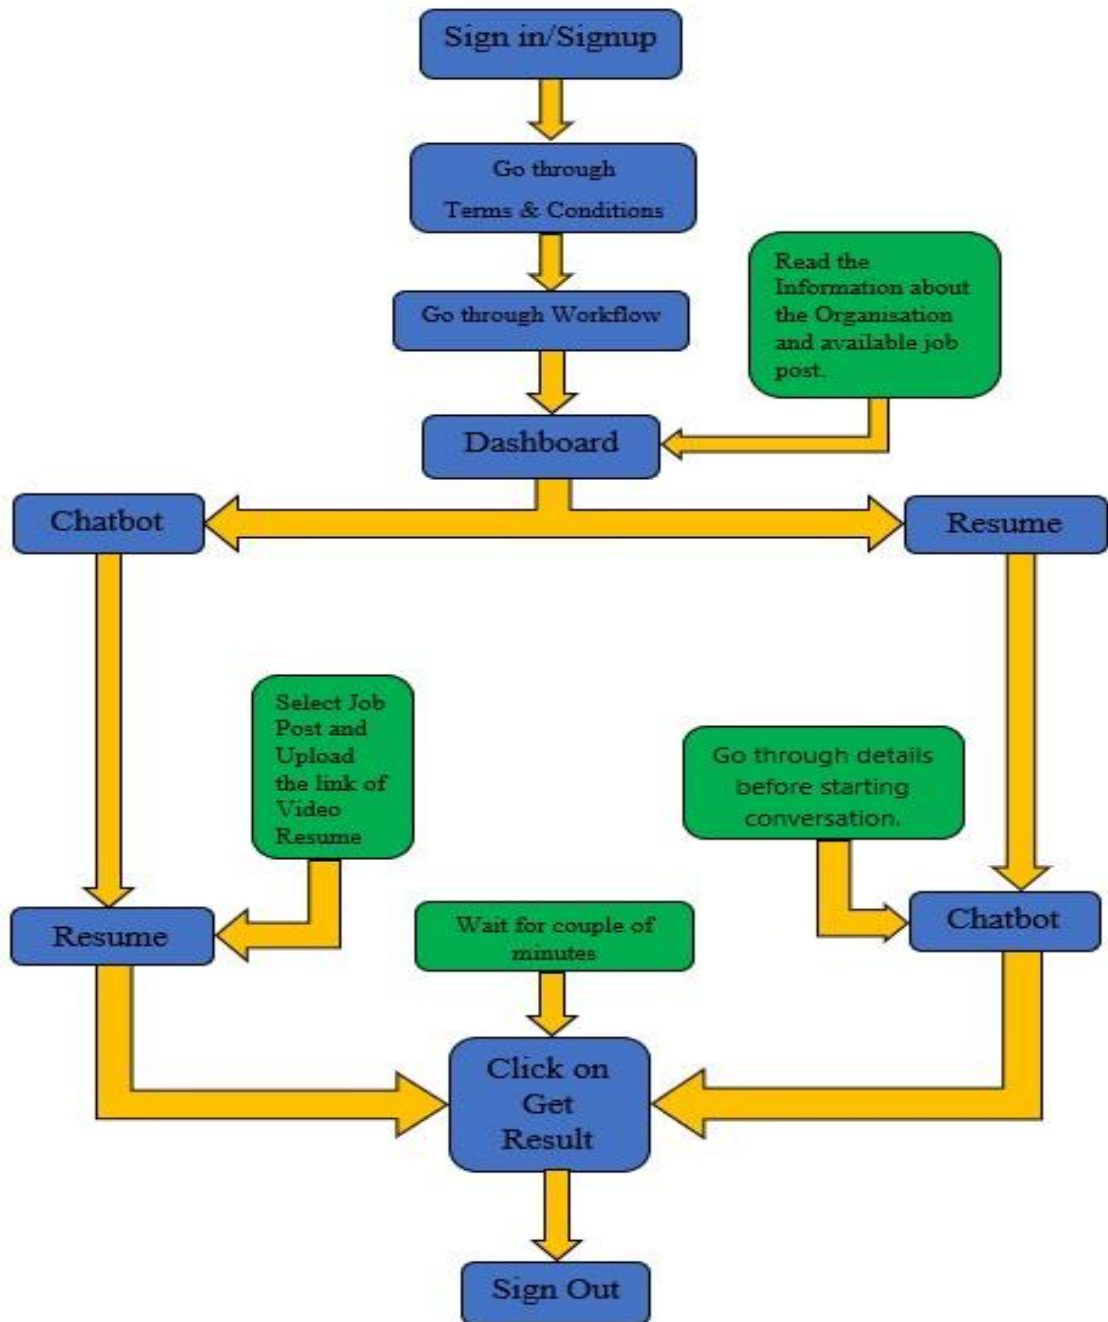 Sign in/Signup
Go through
Terms & Conditions
Go through Workflow
Read the
Information about
the Organisation
and available job
post.
Dashboard
Chatbot
Resume
Select Job
Post and
Upload
the link of
Video
Resume
Go through details
before starting
conversation.
Resume
Wait for couple of
minutes
Chatbot
Click on
Get
Result
Sign Out